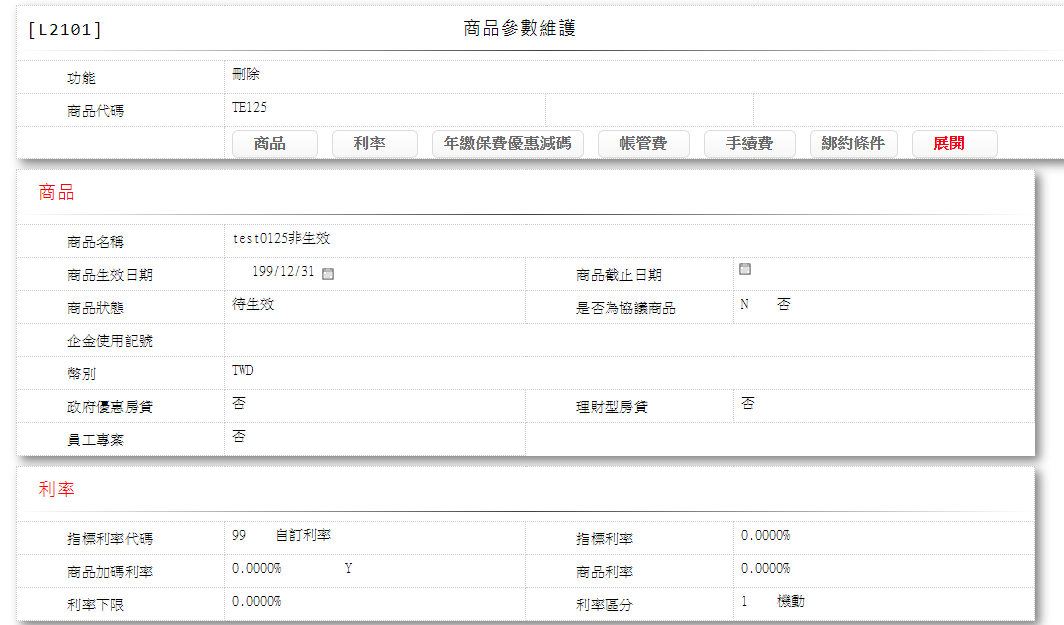 [L2101] 商品參數維護
功能 刪除
商品代碼 TE125
商品 利率 年繳保費優惠減碼 帳管費 手續費 綁約條件 展開
商品
商品名稱 test0125非生效
商品生效日期 199/12/31 商品截止日期
商品狀態 待生效 是否為協議商品 N 否
企金使用記號
幣別 TWD
政府優惠房貸 否 理財型房貸 否
員工專案 否
利率
指標利率代碼 99 自訂利率 指標利率 0.0000%
商品加碼利率 0.0000% Y 商品利率 0.0000%
利率下限 0.0000% 利率區分 1 機動